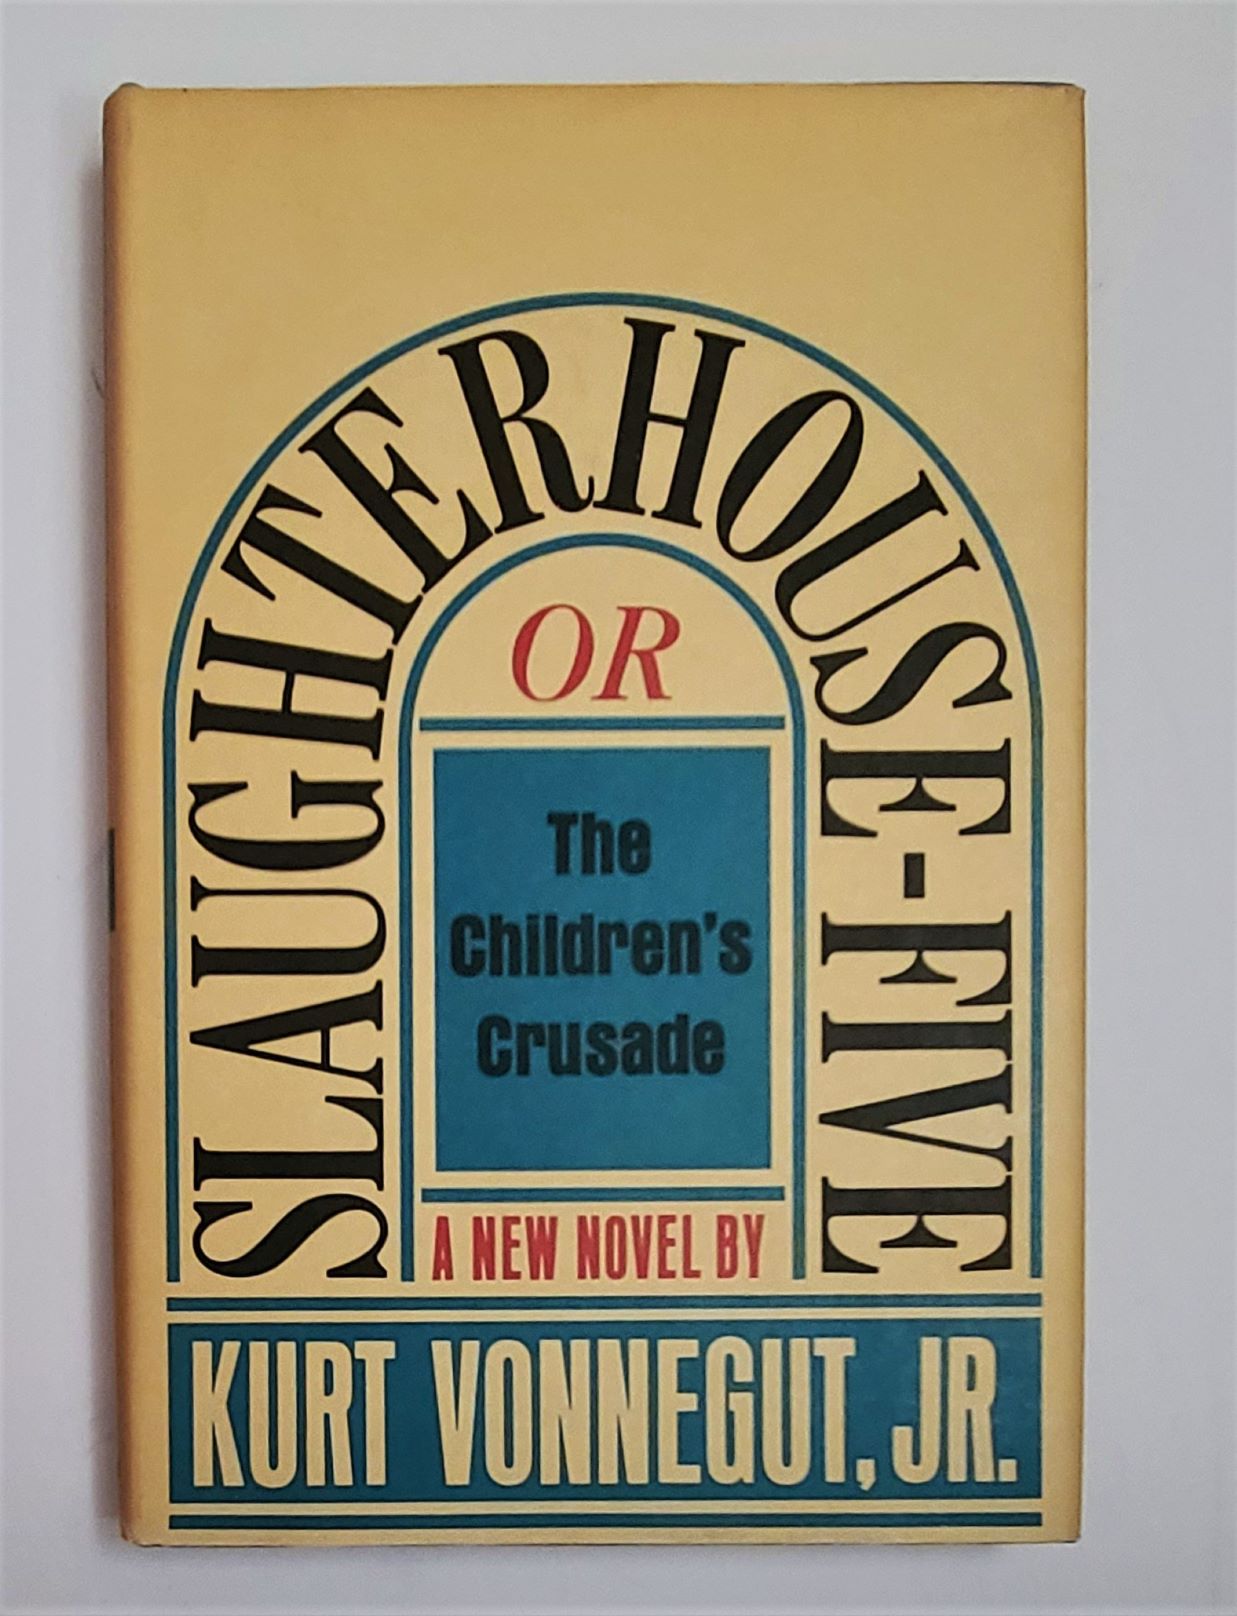 SLAUGHTERHOUSE-FIVE
OR
The
Children's
Crusade
A NEW NOVEL BY
KURT VONNEGUT, JR.